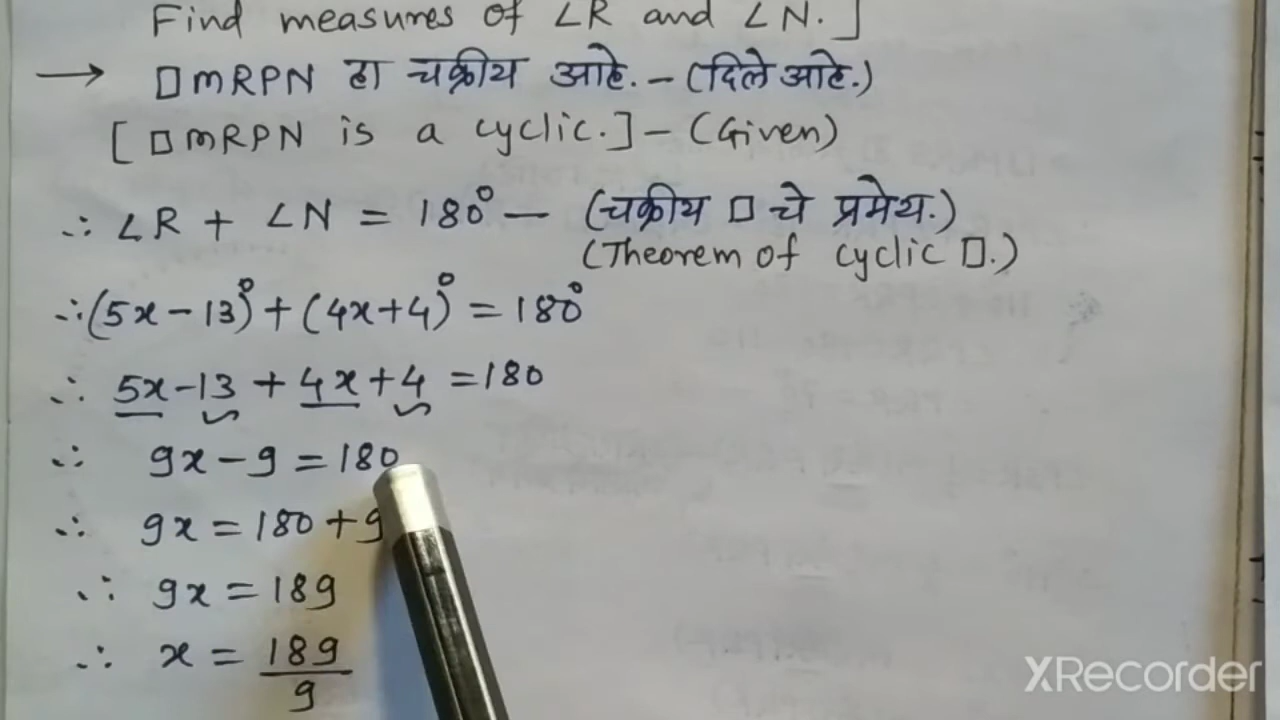 Find measures of ∠R and ∠N.]
→ □MRPN हा चक्रीय आहे. – (दिले आहे.)
[□MRPN is a cyclic.] – (Given)
∴ ∠R + ∠N = 180° – (चक्रीय □ चे प्रमेय.)
(Theorem of cyclic □.)
∴ (5x – 13)° + (4x + 4)° = 180°
∴ 5x – 13 + 4x + 4 = 180
∴ 9x – 9 = 180
∴ 9x = 180 + 9
∴ 9x = 189
∴ x = 189/9
XRecorder